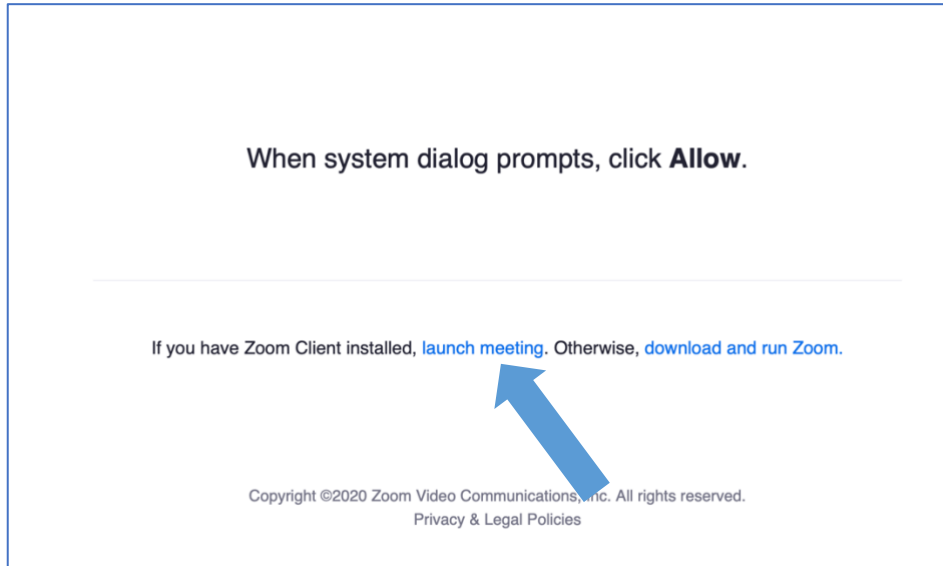 When system dialog prompts, click Allow.
If you have Zoom Client installed, launch meeting. Otherwise, download and run Zoom.
Copyright ©2020 Zoom Video Communications, Inc. All rights reserved.
Privacy & Legal Policies